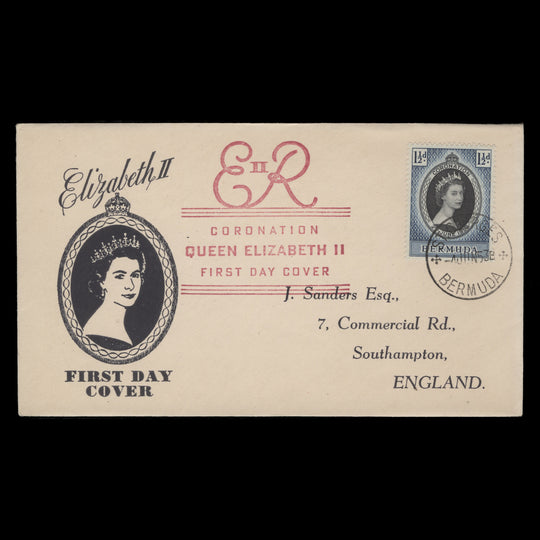 Elizabeth II
FIRST DAY
COVER
E II R
CORONATION
QUEEN ELIZABETH II
FIRST DAY COVER
1½d 1½d
CORONATION
BERMUDA
BERMUDA
J. Sanders Esq.,
7, Commercial Rd.,
Southampton,
ENGLAND.